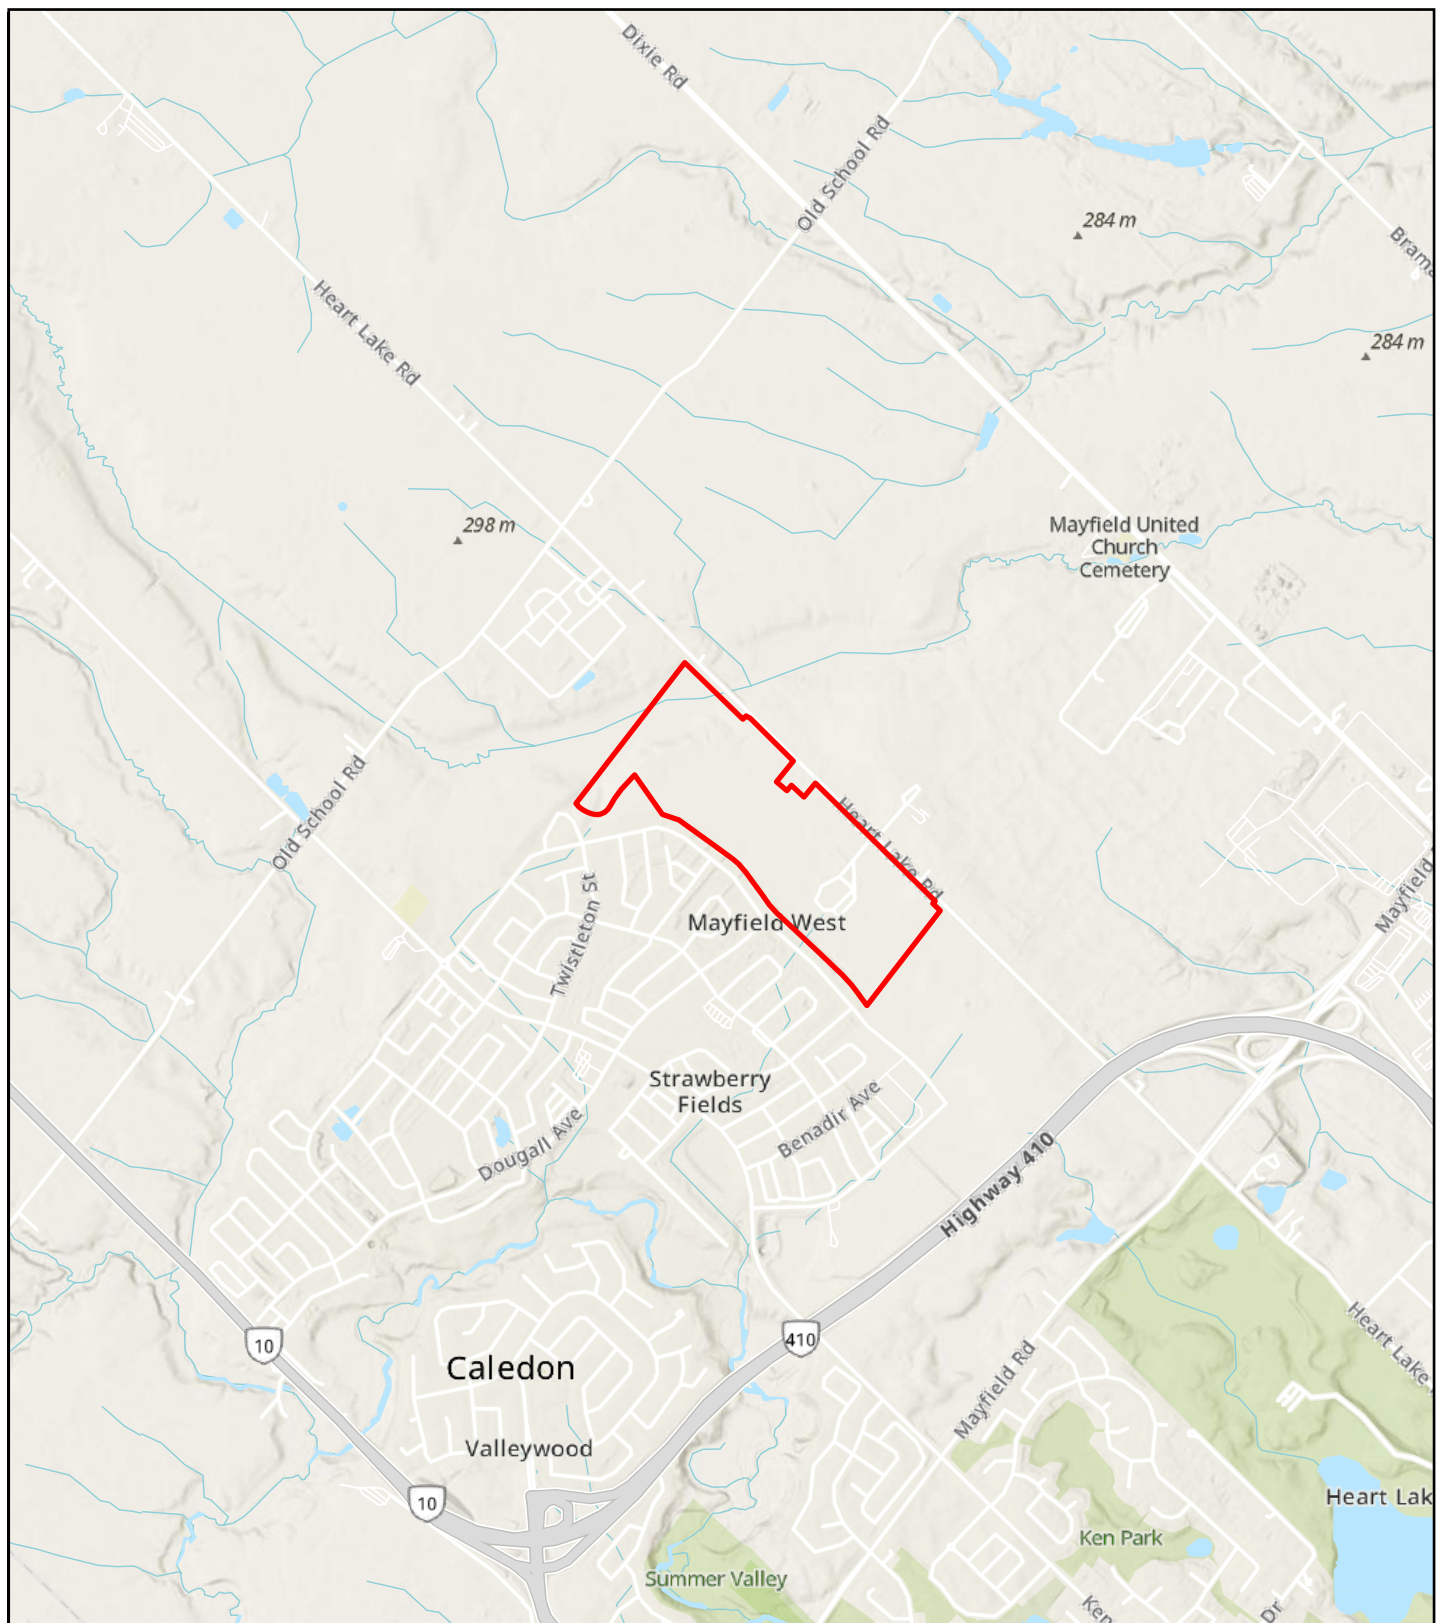 Dixie Rd
Old School Rd
284 m
Brama
Heart Lake Rd
284 m
298 m
Mayfield United
Church
Cemetery
Old School Rd
Heart Lake Rd
Mayfield
Twistleton St
Mayfield West
Strawberry
Fields
Benadir Ave
Dougall Ave
Highway 410
10
410
Heart Lake
Caledon
Mayfield Rd
Valleywood
10
Heart Lak
Ken Park
Summer Valley
Ken
Dr